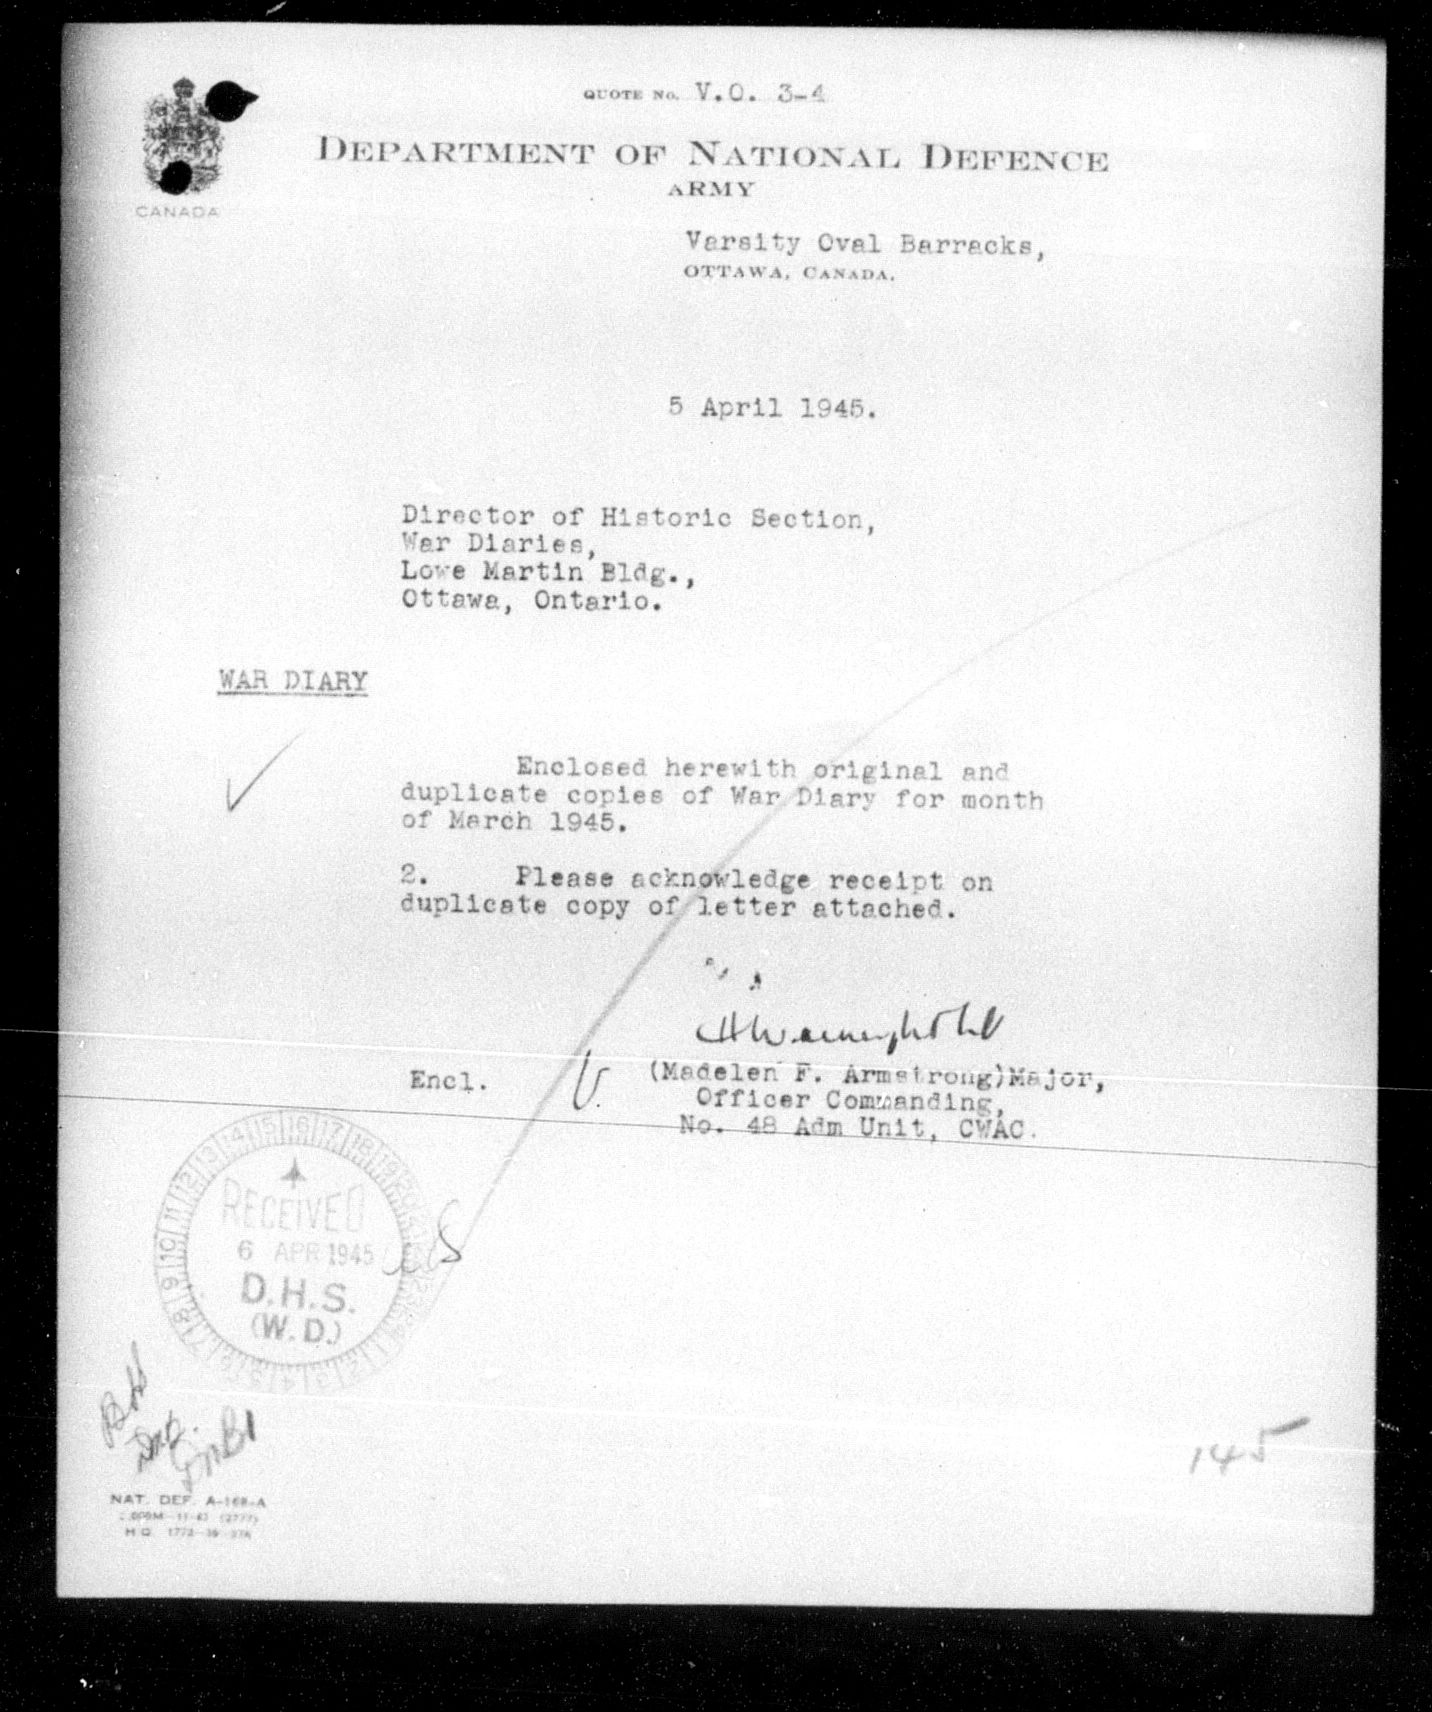 QUOTE No. V.O. 3-4
DEPARTMENT OF NATIONAL DEFENCE
ARMY
CANADA
Varsity Oval Barracks,
OTTAWA, CANADA.
5 April 1945.
Director of Historic Section,
War Diaries,
Lowe Martin Bldg.,
Ottawa, Ontario.
WAR DIARY
Enclosed herewith original and
duplicate copies of War Diary for month
of March 1945.
2. Please acknowledge receipt on
duplicate copy of letter attached.
Encl.
(Madelen F. Armstrong)Major,
Officer Commanding,
No. 48 Adm Unit, CWAC.
RECEIVED
6 APR 1945
D.H.S.
(W.D.)
145
NAT. DEF. A-168-A
H.Q. 1772-39-